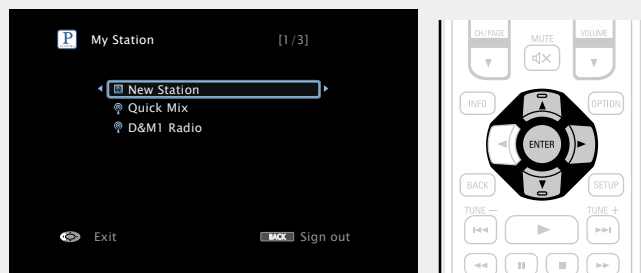 P
My Station
[1/3]
New Station
Quick Mix
D&M1 Radio
Exit
BACK Sign out
CH/PAGE
MUTE
VOLUME
INFO
OPTION
ENTER
BACK
SETUP
TUNE −
TUNE +